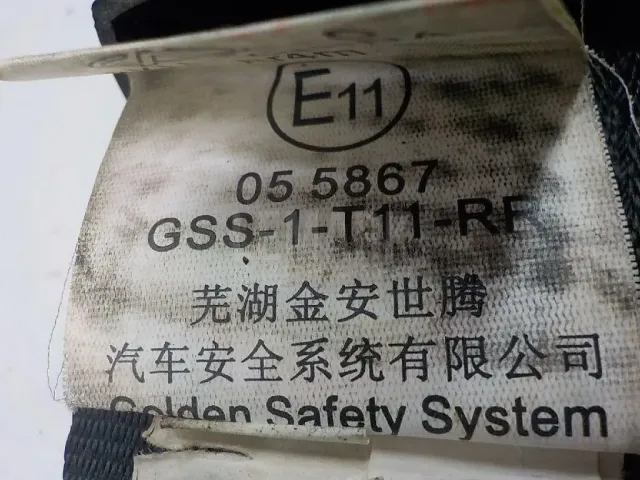 E11
05 5867
GSS-1-T11-RR
芜湖金安世腾
汽车安全系统有限公司
Golden Safety System